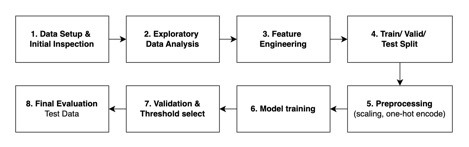 1. Data Setup &
Initial Inspection
2. Exploratory
Data Analysis
3. Feature
Engineering
4. Train/ Valid/
Test Split
5. Preprocessing
(scaling, one-hot encode)
6. Model training
7. Validation &
Threshold select
8. Final Evaluation
Test Data